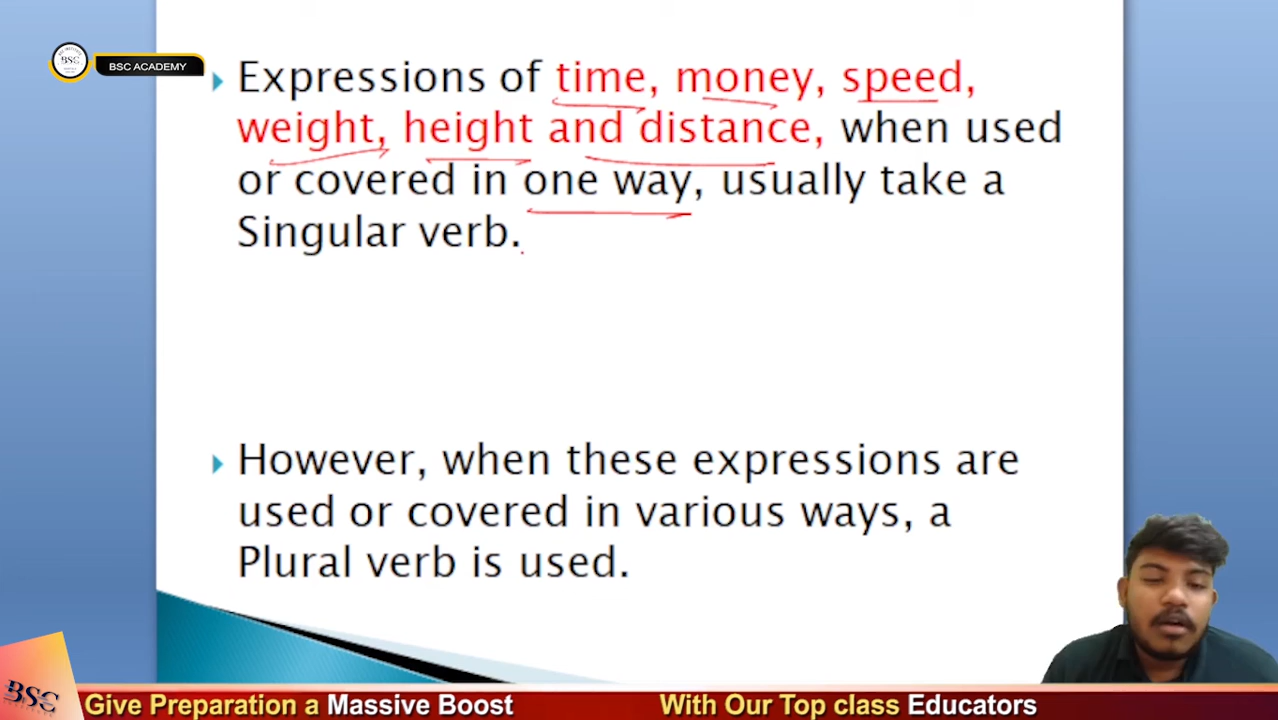 BSC
BSC ACADEMY
Expressions of time, money, speed,
weight, height and distance, when used
or covered in one way, usually take a
Singular verb.
However, when these expressions are
used or covered in various ways, a
Plural verb is used.
BSC
Give Preparation a Massive Boost
With Our Top class Educators